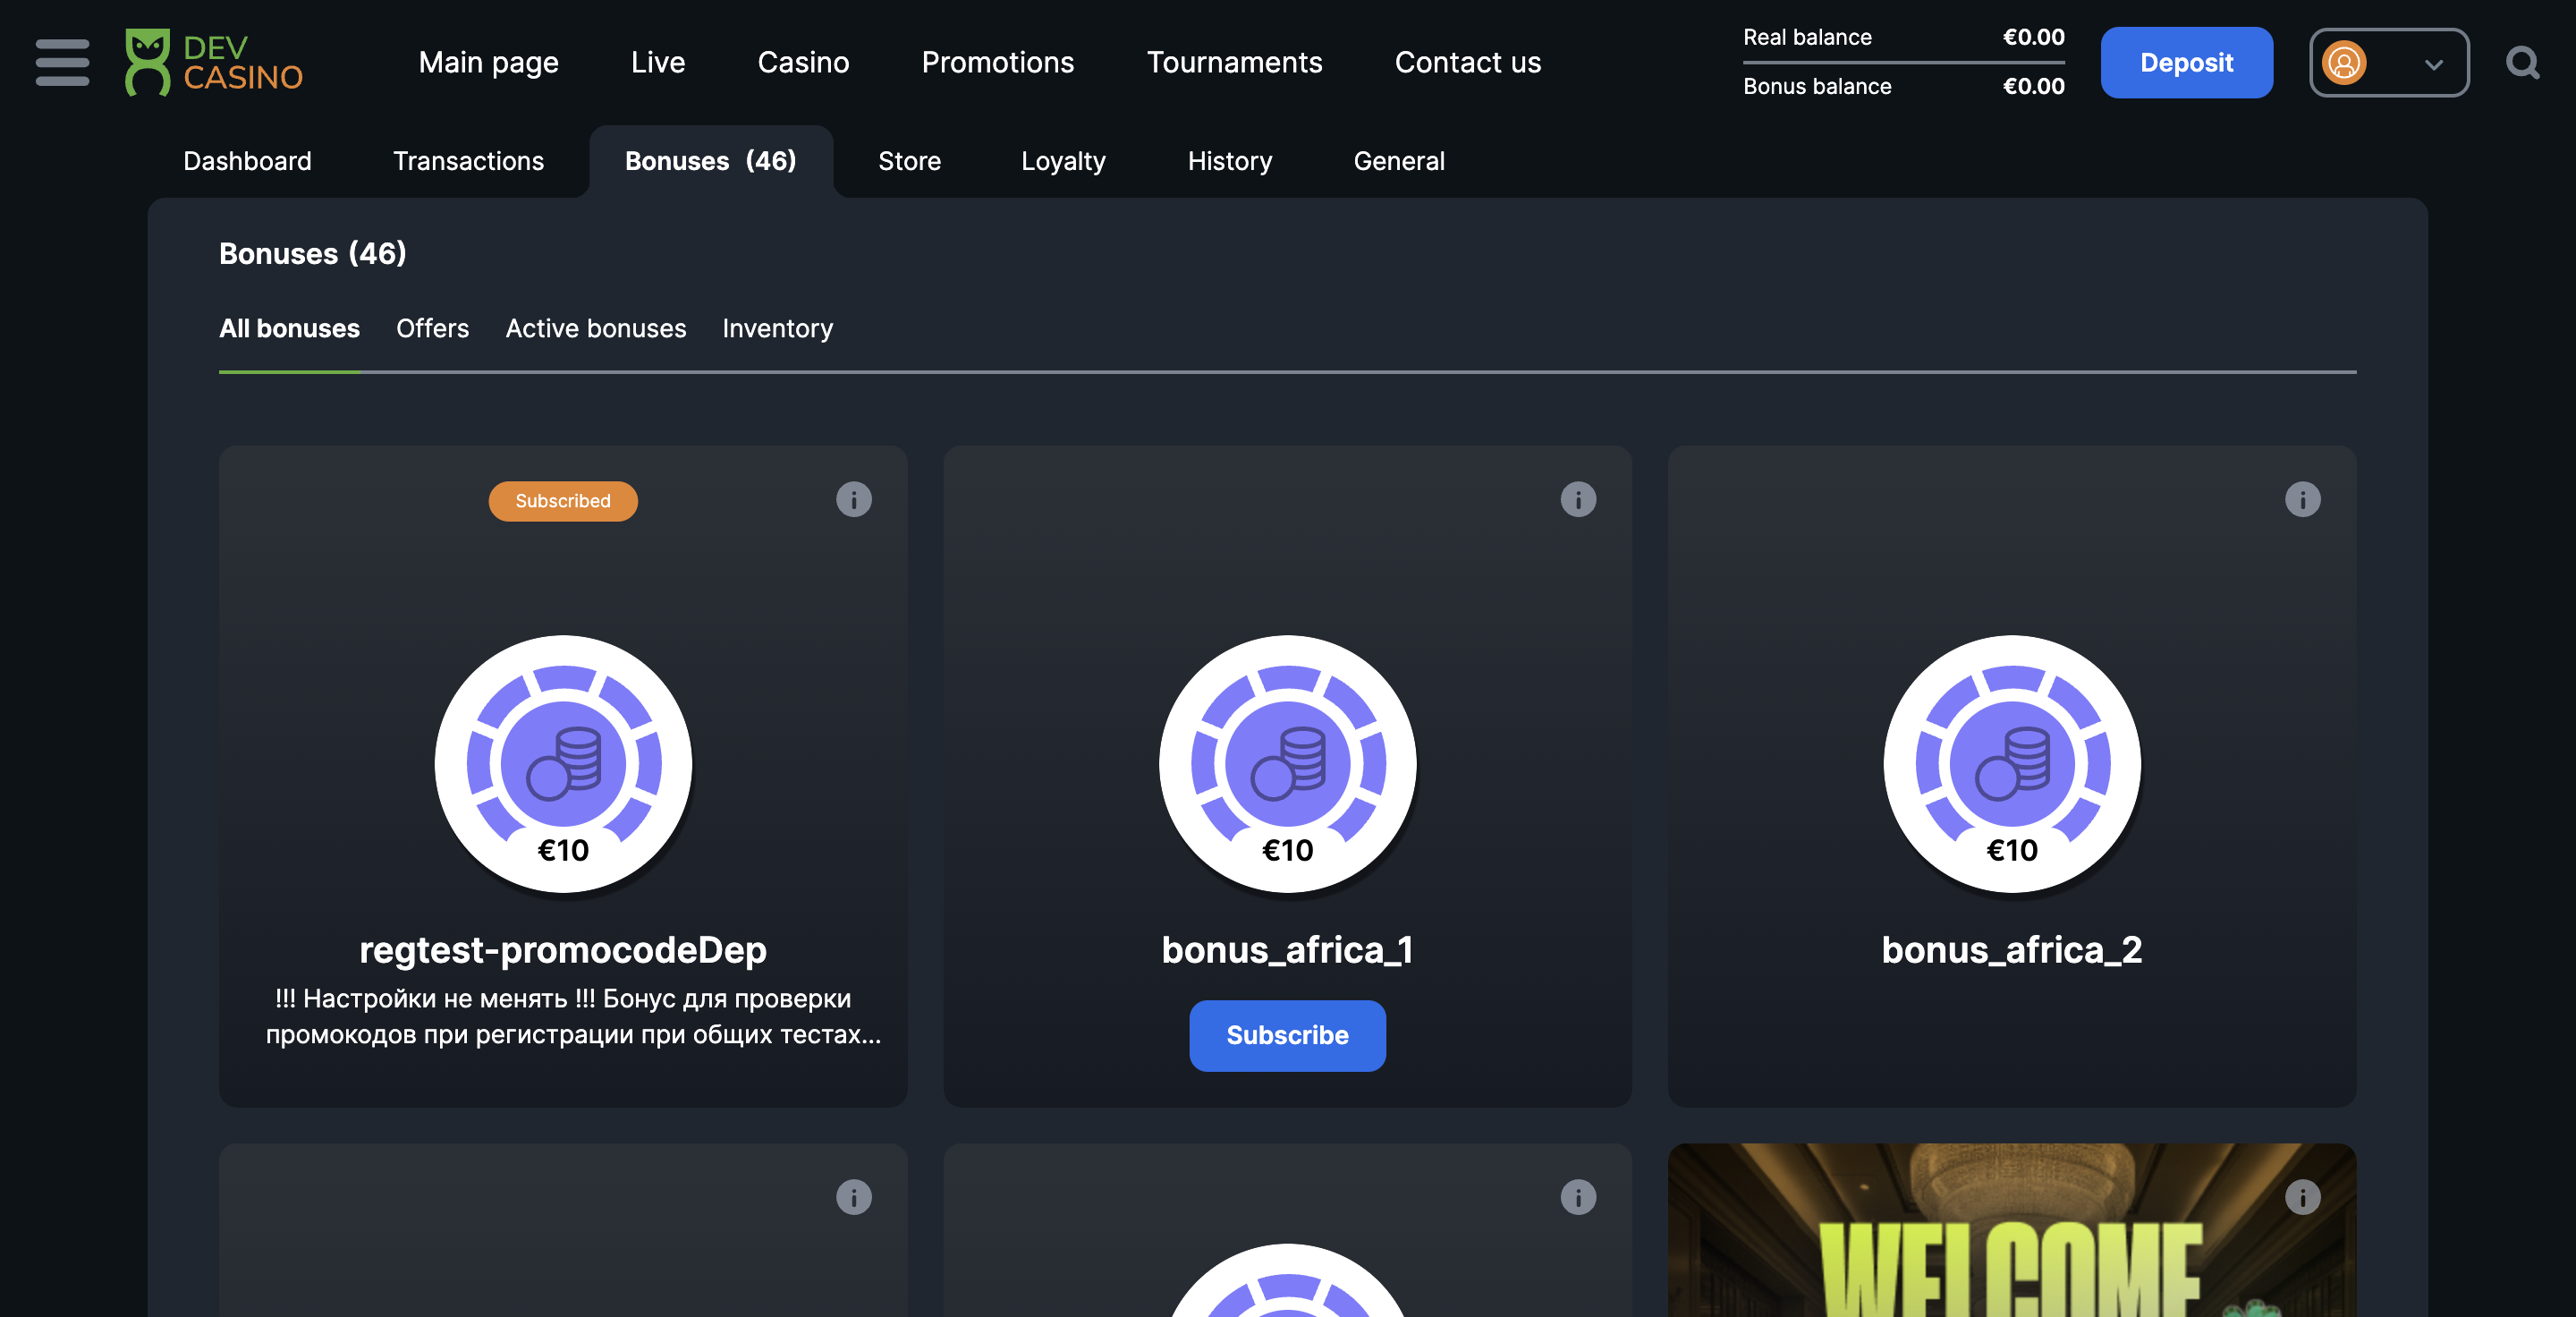 DEV
CASINO
Main page
Live
Casino
Promotions
Tournaments
Contact us
Real balance €0.00
Bonus balance €0.00
Deposit
Dashboard
Transactions
Bonuses (46)
Store
Loyalty
History
General
Bonuses (46)
All bonuses
Offers
Active bonuses
Inventory
Subscribed
€10
regtest-promocodeDep
!!! Настройки не менять !!! Бонус для проверки
промокодов при регистрации при общих тестах...
€10
bonus_africa_1
Subscribe
€10
bonus_africa_2
WELCOME